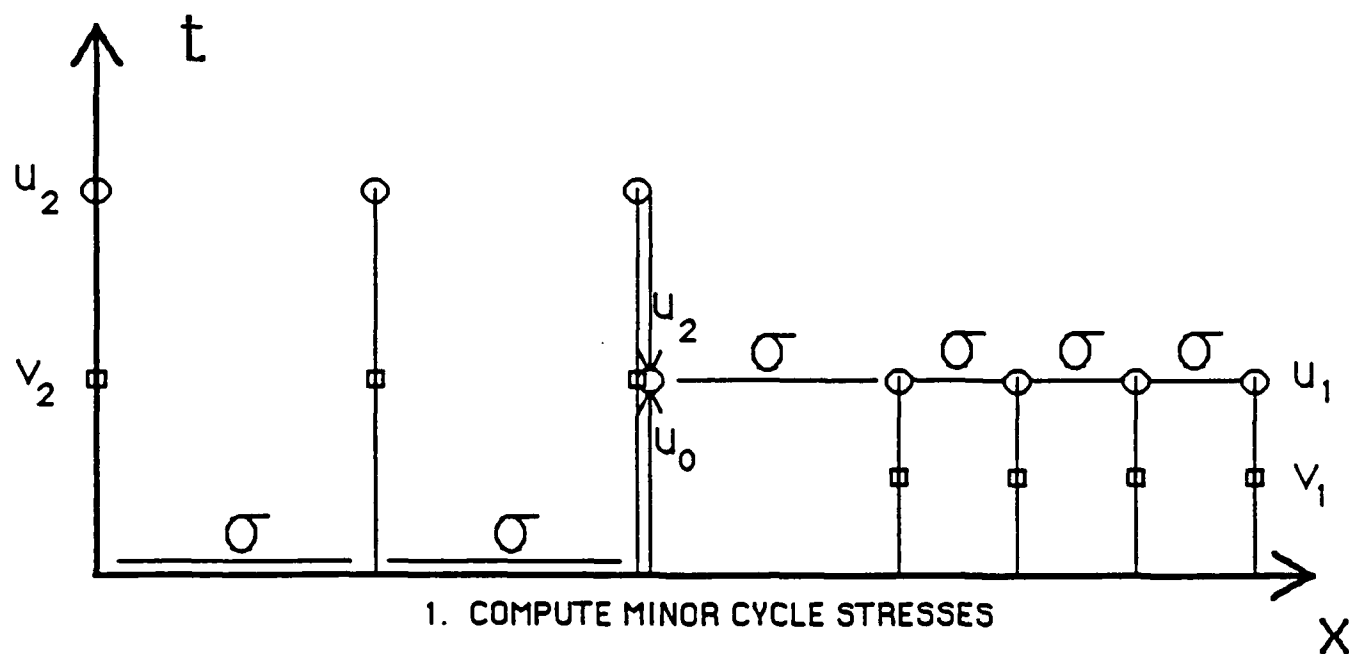 t
u₂
u₂
v₂
σ σ σ σ
u₁
u₀
v₁
σ σ
1. COMPUTE MINOR CYCLE STRESSES
x